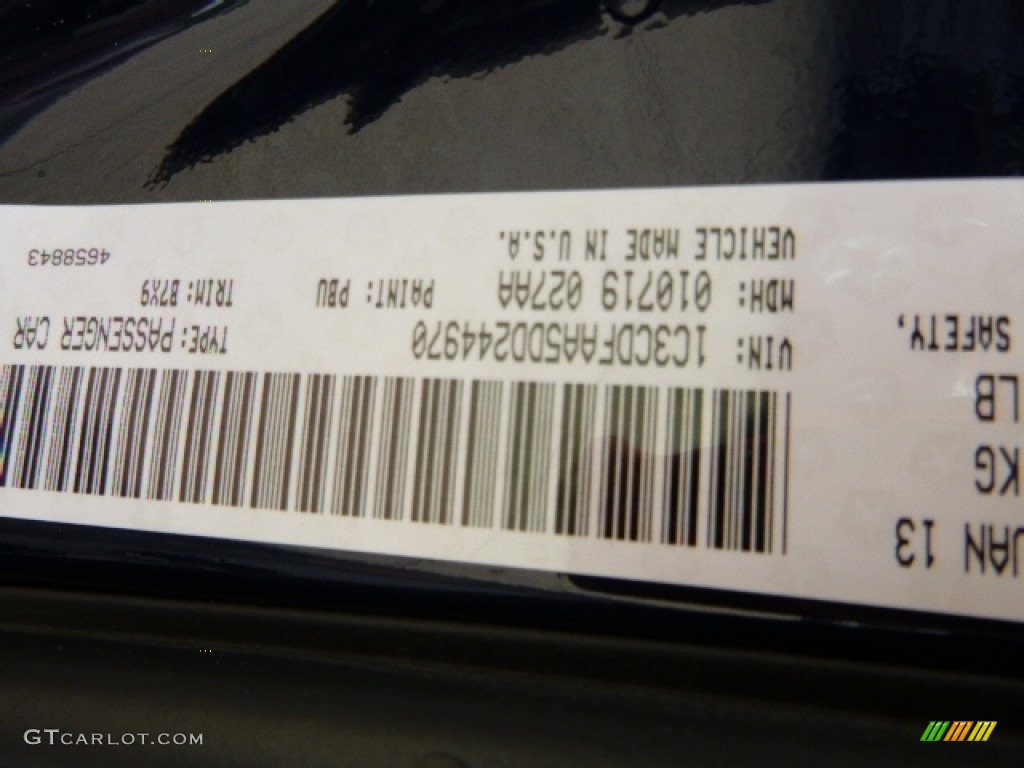 JAN 13
KG
LB
SAFETY,
VIN: 1C3CDFAA5DD244970
TYPE: PASSENGER CAR
MDH: 010719 027AA
PAINT: PBU
TRIM: B7X9
VEHICLE MADE IN U.S.A.
4658843
GTCARLOT.COM